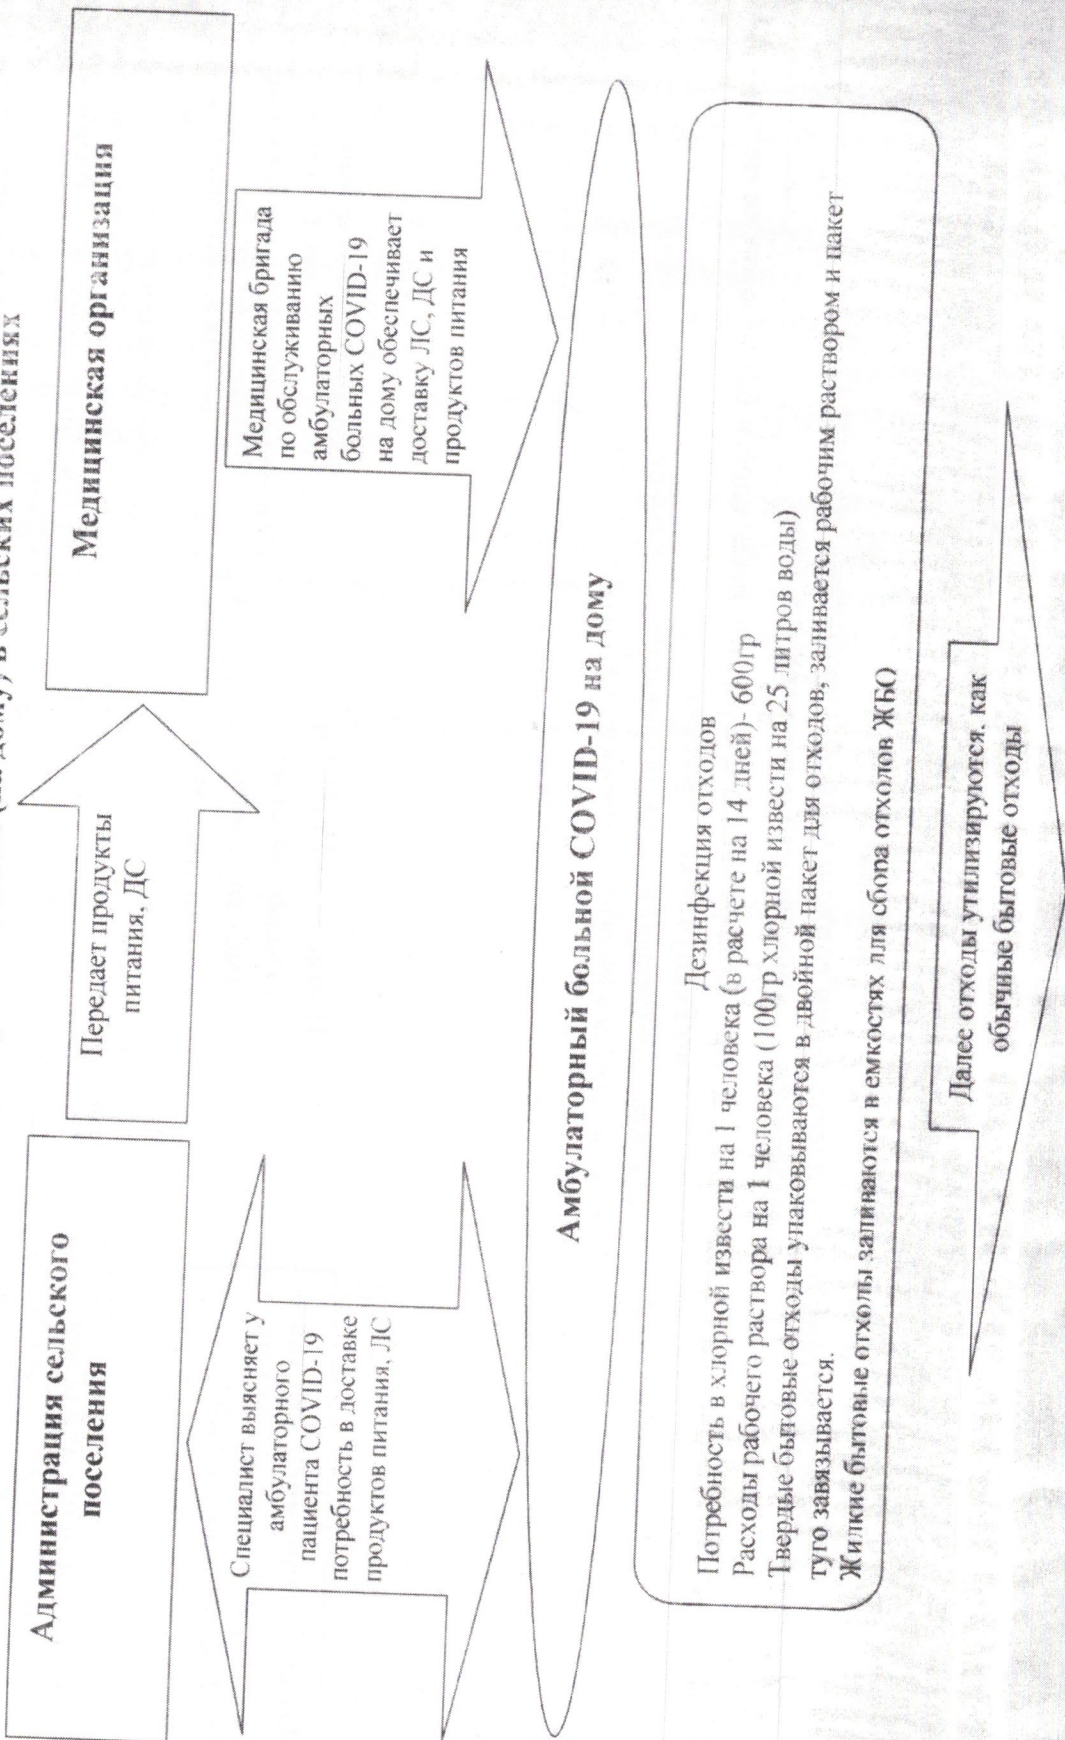 (на дому) в сельских поселениях
Администрация сельского
поселения
Передает продукты
питания, ДС
Медицинская организация
Специалист выясняет у
амбулаторного
пациента COVID-19
потребность в доставке
продуктов питания, ЛС
Медицинская бригада
по обслуживанию
амбулаторных
больных COVID-19
на дому обеспечивает
доставку ЛС, ДС и
продуктов питания
Амбулаторный больной COVID-19 на дому
Дезинфекция отходов
Потребность в хлорной извести на 1 человека (в расчете на 14 дней)- 600гр
Расходы рабочего раствора на 1 человека (100гр хлорной извести на 25 литров воды)
Твердые бытовые отходы упаковываются в двойной пакет для отходов, заливается рабочим раствором и пакет
туго завязывается.
Жидкие бытовые отходы заливаются в емкостях для сбора отходов ЖБО
Далее отходы утилизируются, как
обычные бытовые отходы